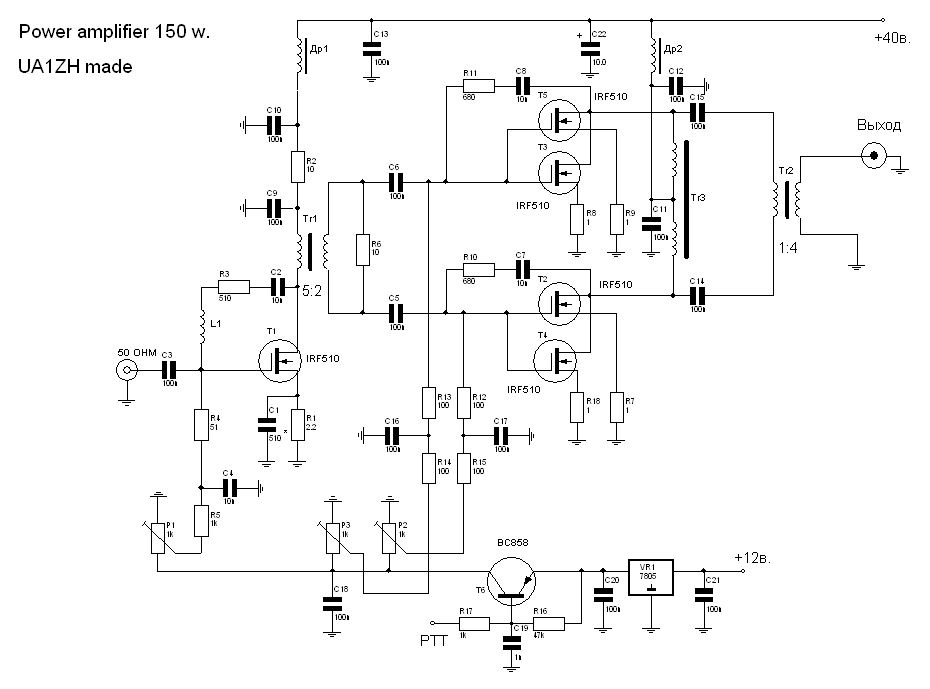 Power amplifier 150 w.
UA1ZH made
Др1
C13
100n
+
C22
10.0
Др2
+40в.
C12
100n
C15
100n
R11
680
C8
10n
T5
IRF510
T3
IRF510
Выход
C10
100n
R2
10
C9
100n
Tr1
5:2
C6
100n
R6
10
C5
100n
R8
1
R9
1
C11
100n
Tr3
Tr2
1:4
R10
680
C7
10n
T2
IRF510
T4
IRF510
C14
100n
R3
510
C2
10n
L1
T1
IRF510
50 OHM
C3
100n
R4
51
C1
510
*
R1
2.2
R13
100
R12
100
R18
1
R7
1
C16
100n
C17
100n
R14
100
R15
100
C4
10n
R5
1k
P1
1k
P3
1k
P2
1k
BC858
T6
C18
100n
R17
1k
R16
47k
C19
1n
PTT
C20
100n
VR1
7805
C21
100n
+12в.